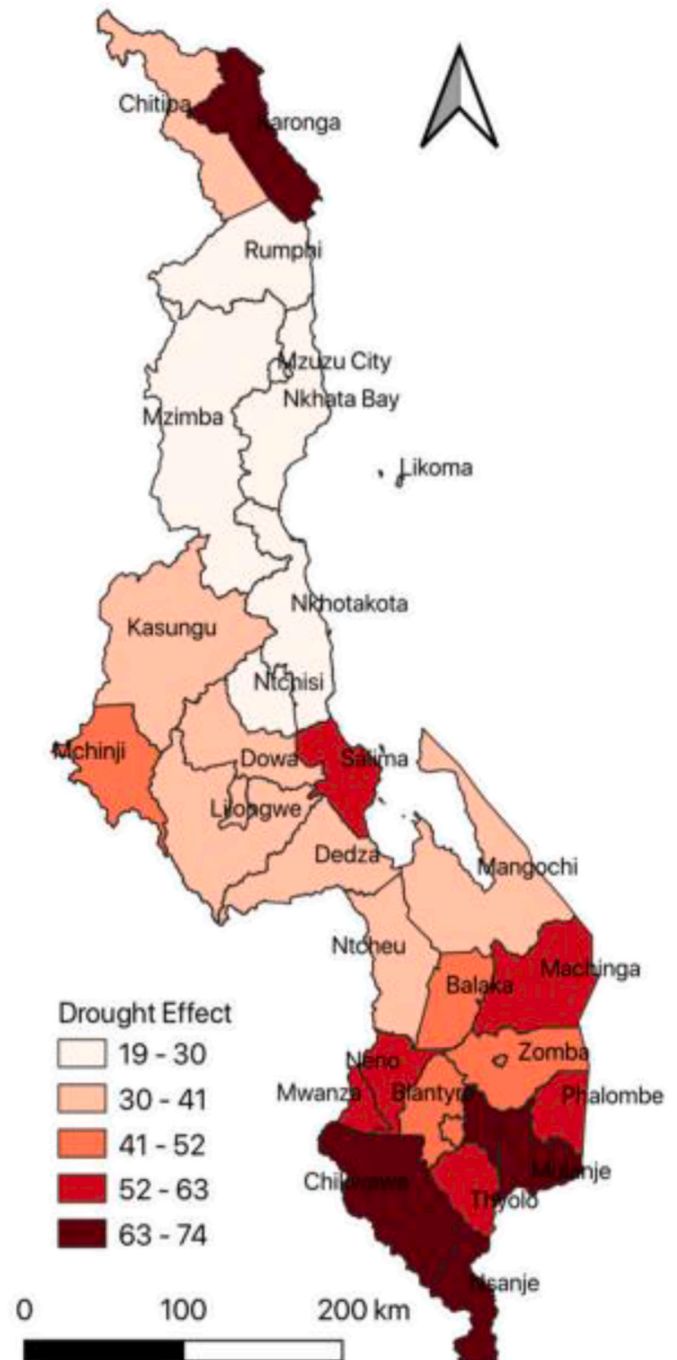 Chitipa
Karonga
Rumphi
Mzuzu City
Nkhata Bay
Mzimba
Likoma
Nkhotakota
Kasungu
Ntchisi
Mchinji
Dowa
Salima
Lilongwe
Dedza
Mangochi
Ntcheu
Machinga
Balaka
Drought Effect
19 - 30
30 - 41
41 - 52
52 - 63
63 - 74
Neno
Zomba
Mwanza
Blantyre
Phalombe
Mulanje
Chikwawa
Thyolo
Nsanje
0 100 200 km